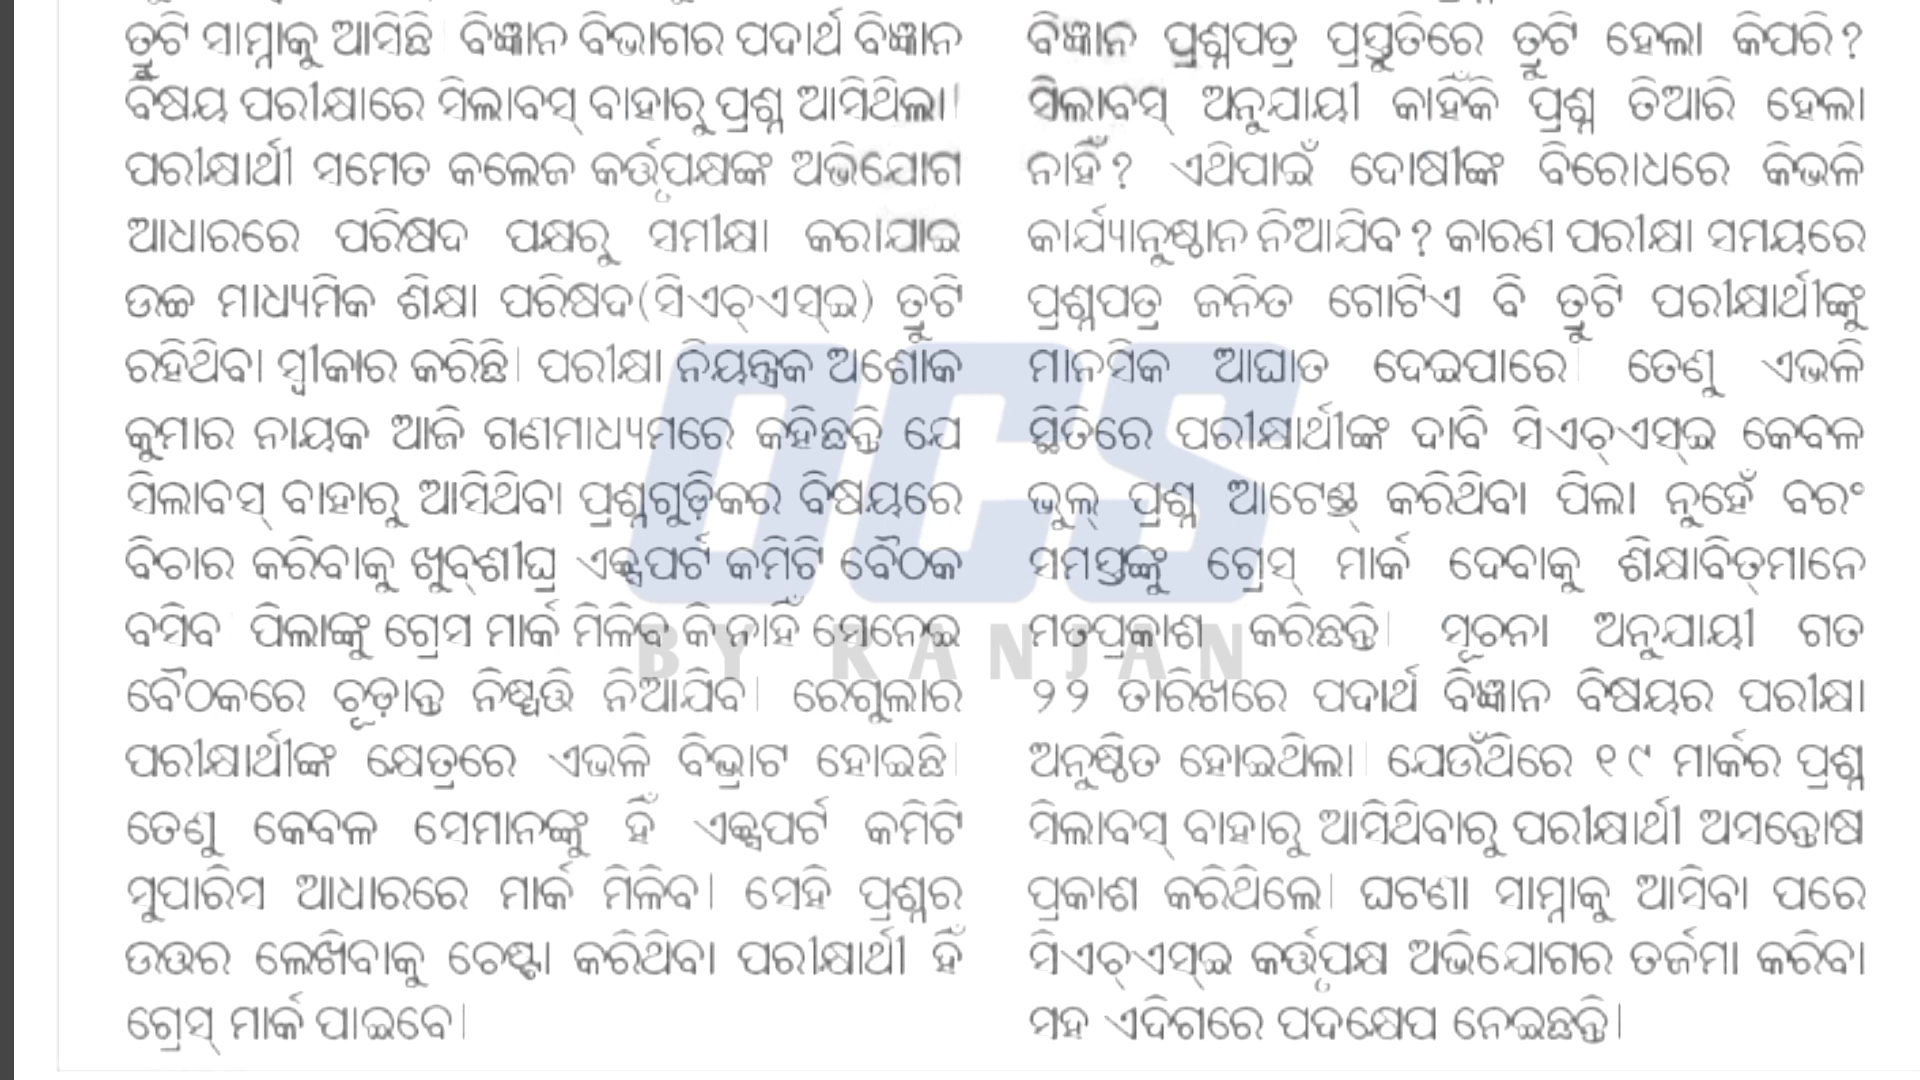 ତ୍ରୁଟି ସାମ୍ନାକୁ ଆସିଛି ବିଜ୍ଞାନ ବିଭାଗର ପଦାର୍ଥ ବିଜ୍ଞାନ
ବିଷୟ ପରୀକ୍ଷାରେ ସିଲାବସ୍ ବାହାରୁ ପ୍ରଶ୍ନ ଆସିଥିଲା।
ପରୀକ୍ଷାର୍ଥୀ ସମେତ କଲେଜ କର୍ତ୍ତୃପକ୍ଷଙ୍କ ଅଭିଯୋଗ
ଆଧାରରେ ପରିଷଦ ପକ୍ଷରୁ ସମୀକ୍ଷା କରାଯାଇ
ଉଚ୍ଚ ମାଧ୍ୟମିକ ଶିକ୍ଷା ପରିଷଦ(ସିଏଚ୍ଏସ୍ଇ) ତ୍ରୁଟି
ରହିଥିବା ସ୍ୱୀକାର କରିଛି। ପରୀକ୍ଷା ନିୟନ୍ତ୍ରକ ଅଶୋକ
କୁମାର ନାୟକ ଆଜି ଗଣମାଧ୍ୟମରେ କହିଛନ୍ତି ଯେ
ସିଲାବସ୍ ବାହାରୁ ଆସିଥିବା ପ୍ରଶ୍ନଗୁଡ଼ିକର ବିଷୟରେ
ବିଚାର କରିବାକୁ ଖୁବ୍‌ଶୀଘ୍ର ଏକ୍ସପର୍ଟ କମିଟି ବୈଠକ
ବସିବ ପିଲାଙ୍କୁ ଗ୍ରେସ ମାର୍କ ମିଳିବ କି ନାହିଁ ସେନେଇ
ବୈଠକରେ ଚୂଡ଼ାନ୍ତ ନିଷ୍ପତ୍ତି ନିଆଯିବ। ରେଗୁଲାର
ପରୀକ୍ଷାର୍ଥୀଙ୍କ କ୍ଷେତ୍ରରେ ଏଭଳି ବିଭ୍ରାଟ ହୋଇଛି।
ତେଣୁ କେବଳ ସେମାନଙ୍କୁ ହିଁ ଏକ୍ସପର୍ଟ କମିଟି
ସୁପାରିସ ଆଧାରରେ ମାର୍କ ମିଳିବ। ସେହି ପ୍ରଶ୍ନର
ଉତ୍ତର ଲେଖିବାକୁ ଚେଷ୍ଟା କରିଥିବା ପରୀକ୍ଷାର୍ଥୀ ହିଁ
ଗ୍ରେସ୍ ମାର୍କ ପାଇବେ।
ବିଜ୍ଞାନ ପ୍ରଶ୍ନପତ୍ର ପ୍ରସ୍ତୁତିରେ ତ୍ରୁଟି ହେଲା କିପରି?
ସିଲାବସ୍ ଅନୁଯାୟୀ କାହିଁକି ପ୍ରଶ୍ନ ତିଆରି ହେଲା
ନାହିଁ? ଏଥିପାଇଁ ଦୋଷୀଙ୍କ ବିରୋଧରେ କିଭଳି
କାର୍ଯ୍ୟାନୁଷ୍ଠାନ ନିଆଯିବ? କାରଣ ପରୀକ୍ଷା ସମୟରେ
ପ୍ରଶ୍ନପତ୍ର ଜନିତ ଗୋଟିଏ ବି ତ୍ରୁଟି ପରୀକ୍ଷାର୍ଥୀଙ୍କୁ
ମାନସିକ ଆଘାତ ଦେଇପାରେ। ତେଣୁ ଏଭଳି
ସ୍ଥିତିରେ ପରୀକ୍ଷାର୍ଥୀଙ୍କ ଦାବି ସିଏଚ୍ଏସ୍ଇ କେବଳ
ଭୁଲ୍ ପ୍ରଶ୍ନ ଆଟେଣ୍ଡ୍ କରିଥିବା ପିଲା ନୁହେଁ ବରଂ
ସମସ୍ତଙ୍କୁ ଗ୍ରେସ୍ ମାର୍କ ଦେବାକୁ ଶିକ୍ଷାବିତ୍‌ମାନେ
ମତପ୍ରକାଶ କରିଛନ୍ତି। ସୂଚନା ଅନୁଯାୟୀ ଗତ
୨୨ ତାରିଖରେ ପଦାର୍ଥ ବିଜ୍ଞାନ ବିଷୟର ପରୀକ୍ଷା
ଅନୁଷ୍ଠିତ ହୋଇଥିଲା। ଯେଉଁଥିରେ ୧୯ ମାର୍କର ପ୍ରଶ୍ନ
ସିଲାବସ୍ ବାହାରୁ ଆସିଥିବାରୁ ପରୀକ୍ଷାର୍ଥୀ ଅସନ୍ତୋଷ
ପ୍ରକାଶ କରିଥିଲେ। ଘଟଣା ସାମ୍ନାକୁ ଆସିବା ପରେ
ସିଏଚ୍ଏସ୍ଇ କର୍ତ୍ତୃପକ୍ଷ ଅଭିଯୋଗର ତର୍ଜମା କରିବା
ସହ ଏଦିଗରେ ପଦକ୍ଷେପ ନେଇଛନ୍ତି।
OCS
BY RANJAN